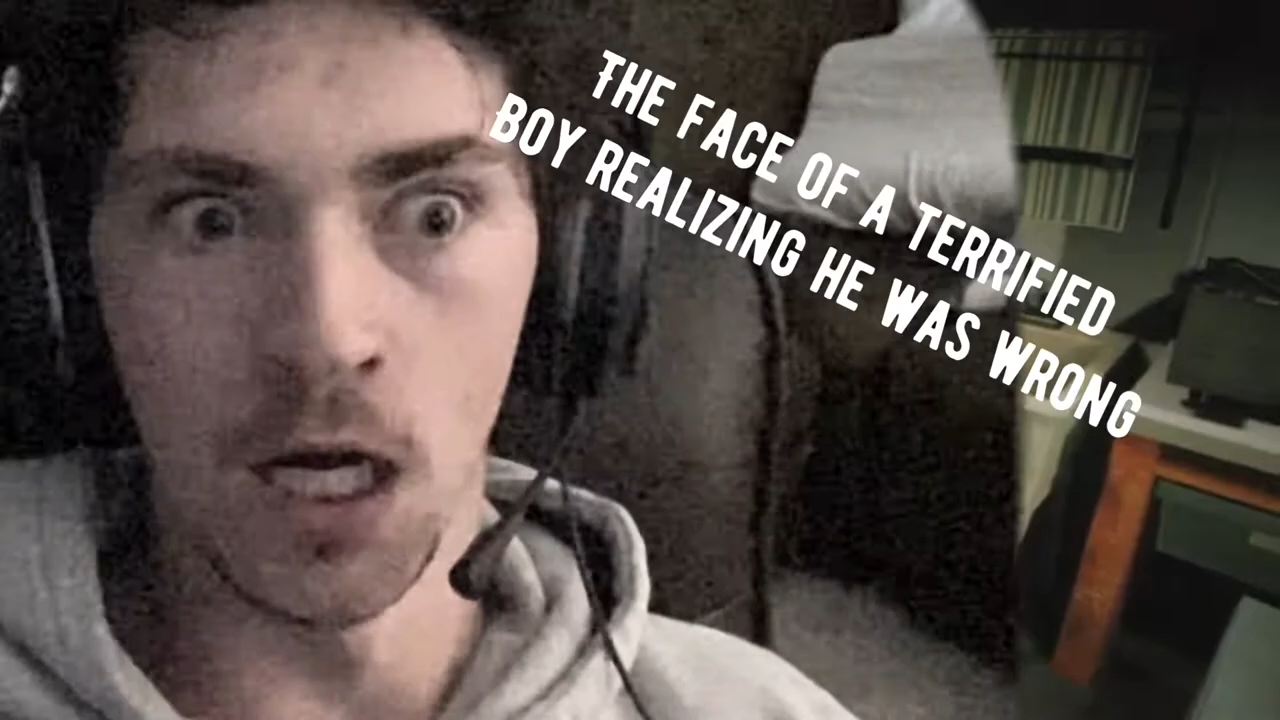 The face of a terrified
Boy realizing he was wrong